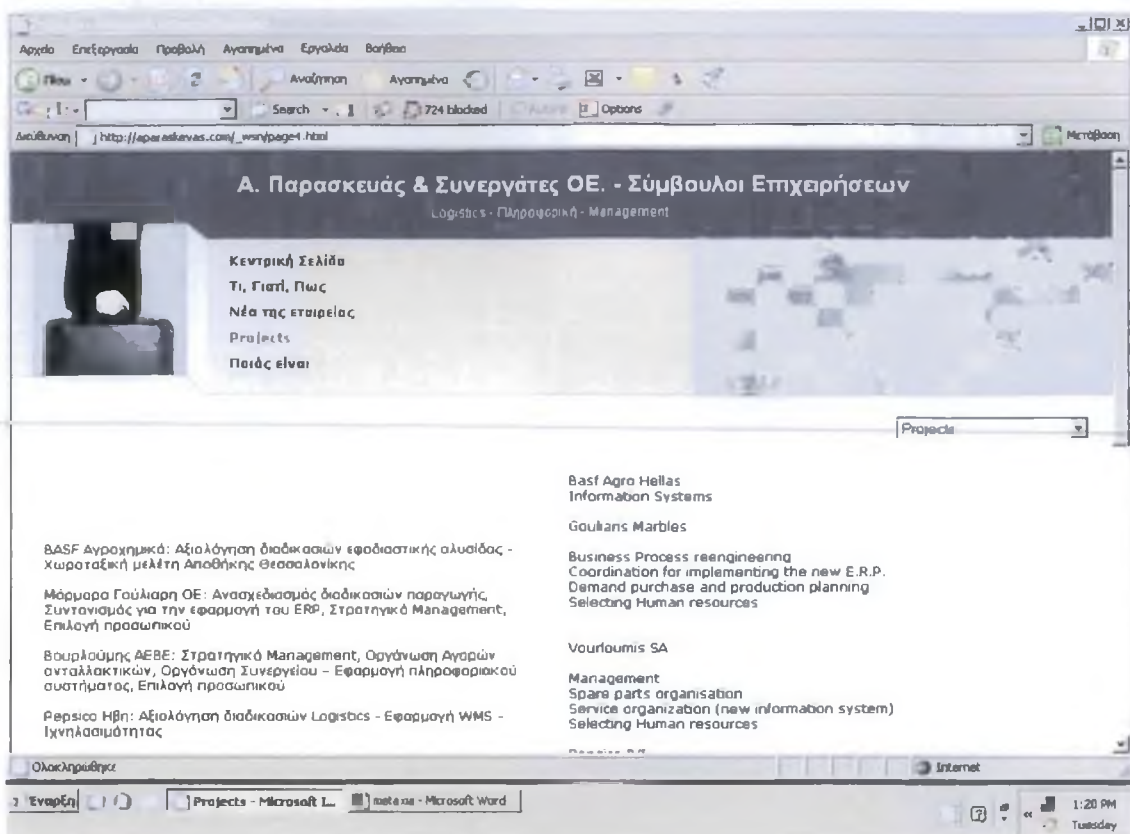 Αρχείο Επεξεργασία Προβολή Αγαπημένα Εργαλεία Βοήθεια
Πίσω Αναζήτηση Αγαπημένα
Search 724 blocked Options
Διεύθυνση http://aparaskevas.com/_wsn/page4.html Μετάβαση
Α. Παρασκευάς & Συνεργάτες ΟΕ. - Σύμβουλοι Επιχειρήσεων
Logistics - Πληροφορική - Management
Κεντρική Σελίδα
Τι, Γιατί, Πως
Νέα της εταιρείας
Projects
Ποιός είναι
Projects
BASF Αγροχημικά: Αξιολόγηση διαδικασιών εφοδιαστικής αλυσίδας -
Χωροταξική μελέτη Αποθήκης Θεσσαλονίκης
Μάρμαρα Γούλιαρη ΟΕ: Ανασχεδιασμός διαδικασιών παραγωγής,
Συντονισμός για την εφαρμογή του ERP, Στρατηγικό Management,
Επιλογή προσωπικού
Βουρλούμης ΑΕΒΕ: Στρατηγικό Management, Οργάνωση Αγορών
ανταλλακτικών, Οργάνωση Συνεργείου – Εφαρμογή πληροφοριακού
συστήματος, Επιλογή προσωπικού
Pepsico Ηβη: Αξιολόγηση διαδικασιών Logistics - Εφαρμογή WMS -
Ιχνηλασιμότητας
Basf Agro Hellas
Information Systems
Gouliaris Marbles
Business Process reengineering
Coordination for implementing the new E.R.P.
Demand purchase and production planning
Selecting Human resources
Vourloumis SA
Management
Spare parts organisation
Service organization (new information system)
Selecting Human resources
Ολοκληρώθηκε Internet
Έναρξη Projects - Microsoft I... metaxa - Microsoft Word 1:20 PM
Tuesday